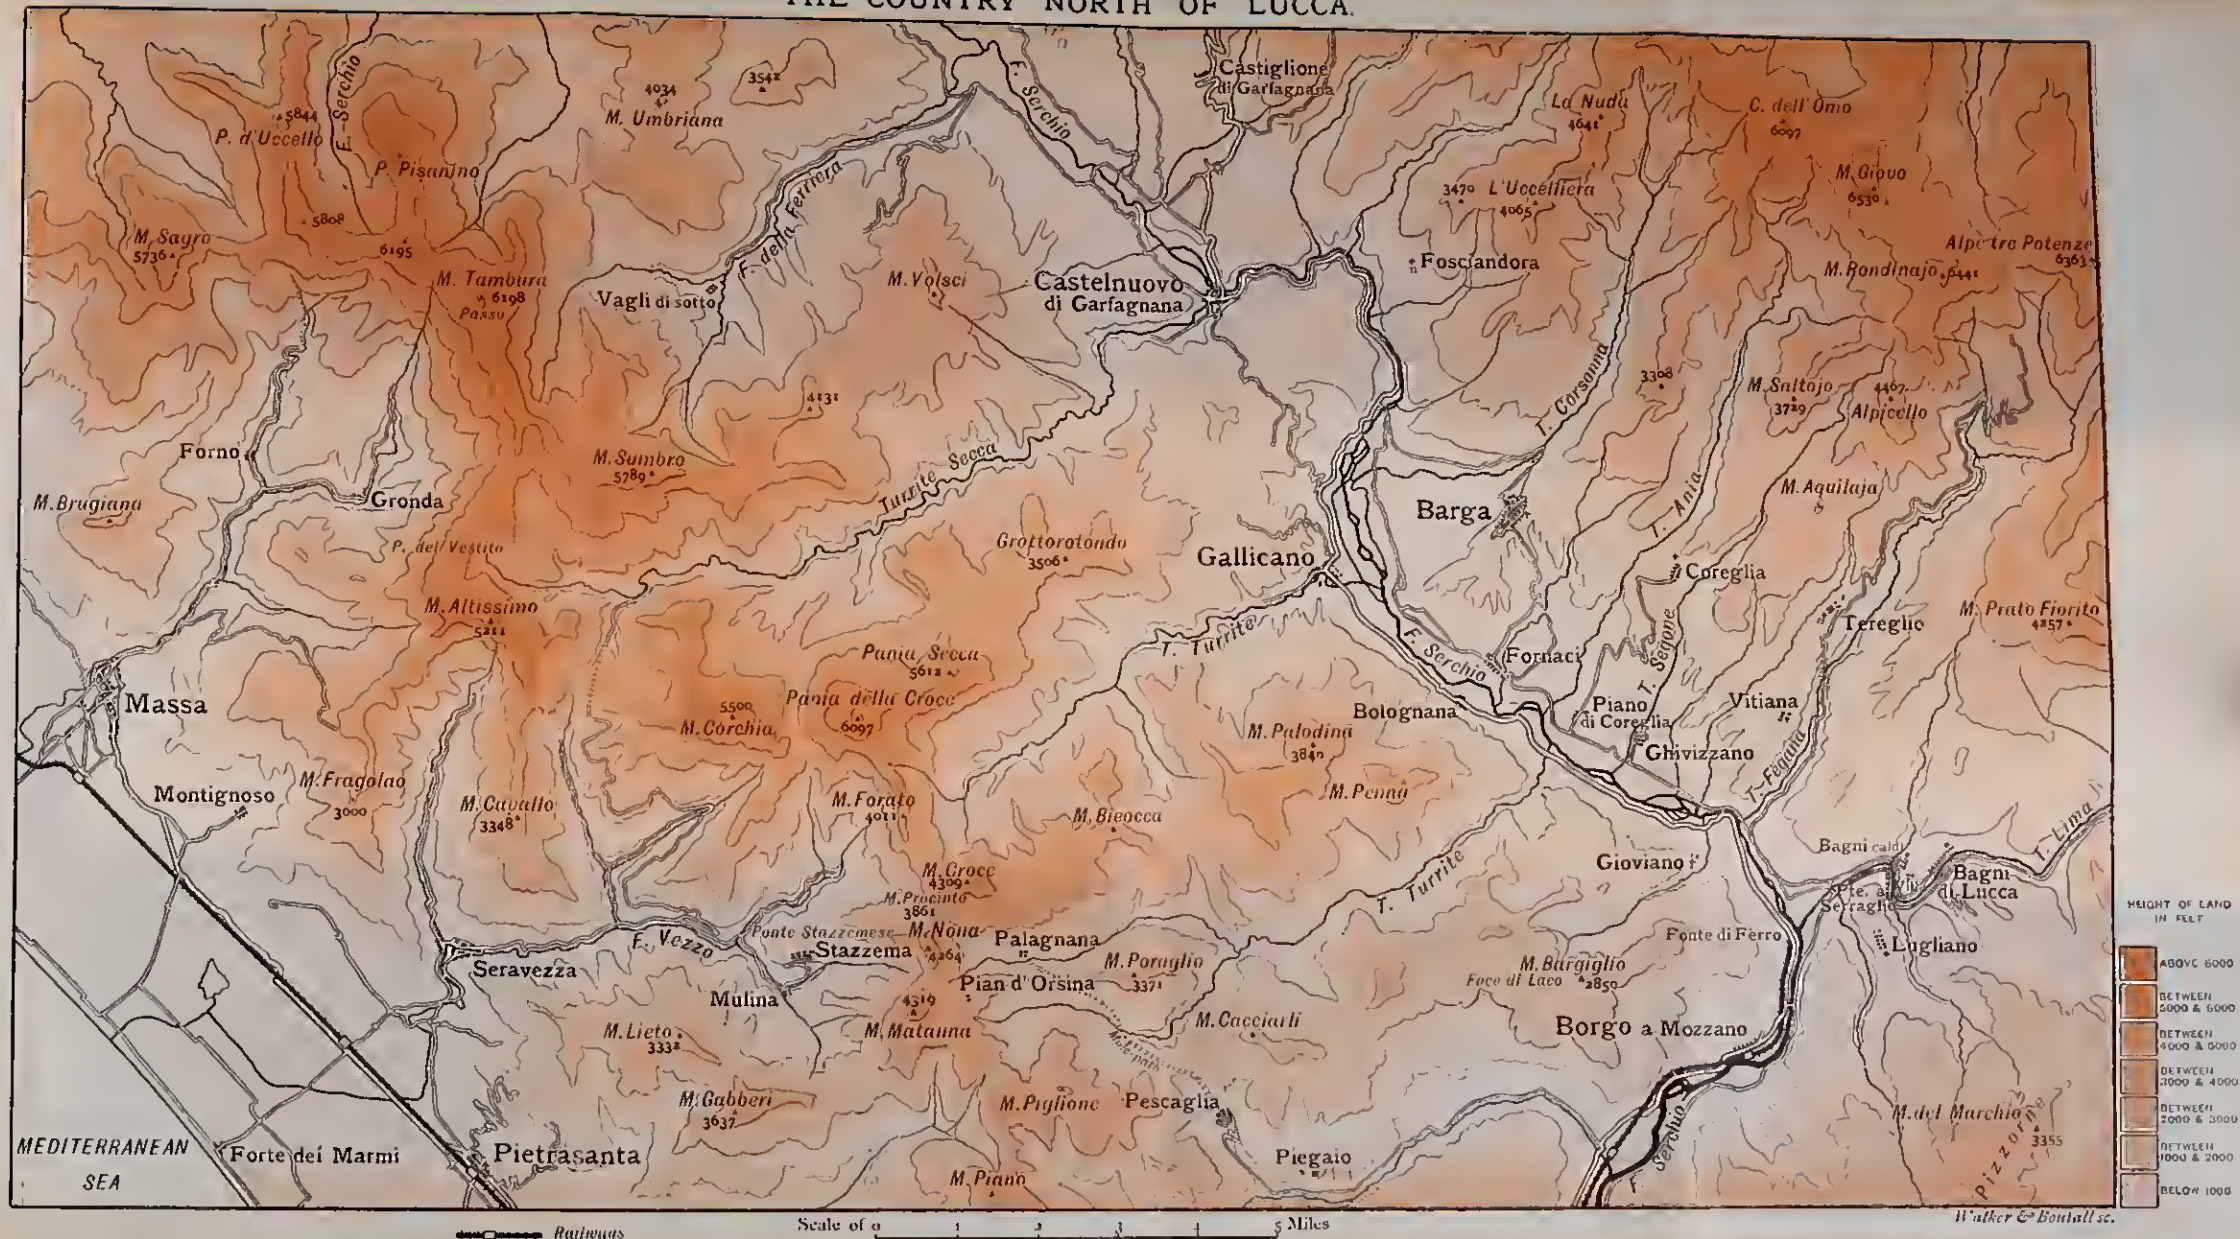 THE COUNTRY NORTH OF LUCCA.
F. Serchio
5844
P. d'Uccello
P. Pisanino
5808
6195
M. Sagro
5736
M. Tambura
6198
Passo
4034
M. Umbriana
3542
F. della Ferriera
Vagli di sotto
F. Serchio
Castiglione
di Garfagnana
M. Volsci
Castelnuovo
di Garfagnana
La Nuda
4641
C. dell'Omo
6097
3470
L'Uccelliera
4065
M. Giovo
6530
Fosciandora
Alpe tre Potenze
6363
M. Rondinajo
6441
T. Corsonna
3308
M. Saltojo
3729
4467
Alpicello
4131
Forno
M. Sumbro
5789
Turrite Secca
M. Brugiana
Gronda
P. del Vestito
Barga
T. Ania
M. Aquilaja
Grottorotondo
3506
Gallicano
Coreglia
M. Altissimo
5211
T. Turrite
F. Serchio
Fornaci
T. Segone
Tereglio
M. Prato Fiorito
4257
Pania Secca
5612
Pania della Croce
6097
5500
M. Corchia
Massa
M. Palodina
3840
Bolognana
Piano
di Coreglia
Vitiana
Ghivizzano
T. Fegana
Montignoso
M. Fragolao
3000
M. Cavallo
3348
M. Forato
4011
M. Bicocca
M. Penna
T. Turrite
Gioviano
Bagni caldi
T. Lima
Bagni
di Lucca
Villa
Pte. a
Serraglio
M. Croce
4309
M. Procinto
3861
Ponte Stazzemese
M. Nona
4264
Palagnana
F. Vezzo
Stazzema
Seravezza
Mulina
Pian d'Orsina
M. Poraglio
3371
M. Bargiglio
2850
Foce di Laco
Ponte di Ferro
Lugliano
M. Lieto
3332
4319
M. Matanna
M. Cacciarli
Mule path
Borgo a Mozzano
M. Gabberi
3637
M. Piglione
Pescaglia
M. del Marchio
3355
Pizzorne
Serchio
MEDITERRANEAN
SEA
Forte dei Marmi
Pietrasanta
Piegaio
M. Piano
HEIGHT OF LAND
IN FEET
ABOVE 6000
BETWEEN
5000 & 6000
BETWEEN
4000 & 5000
BETWEEN
3000 & 4000
BETWEEN
2000 & 3000
BETWEEN
1000 & 2000
BELOW 1000
Railways
Scale of 0 1 2 3 4 5 Miles
Walker & Boutall sc.